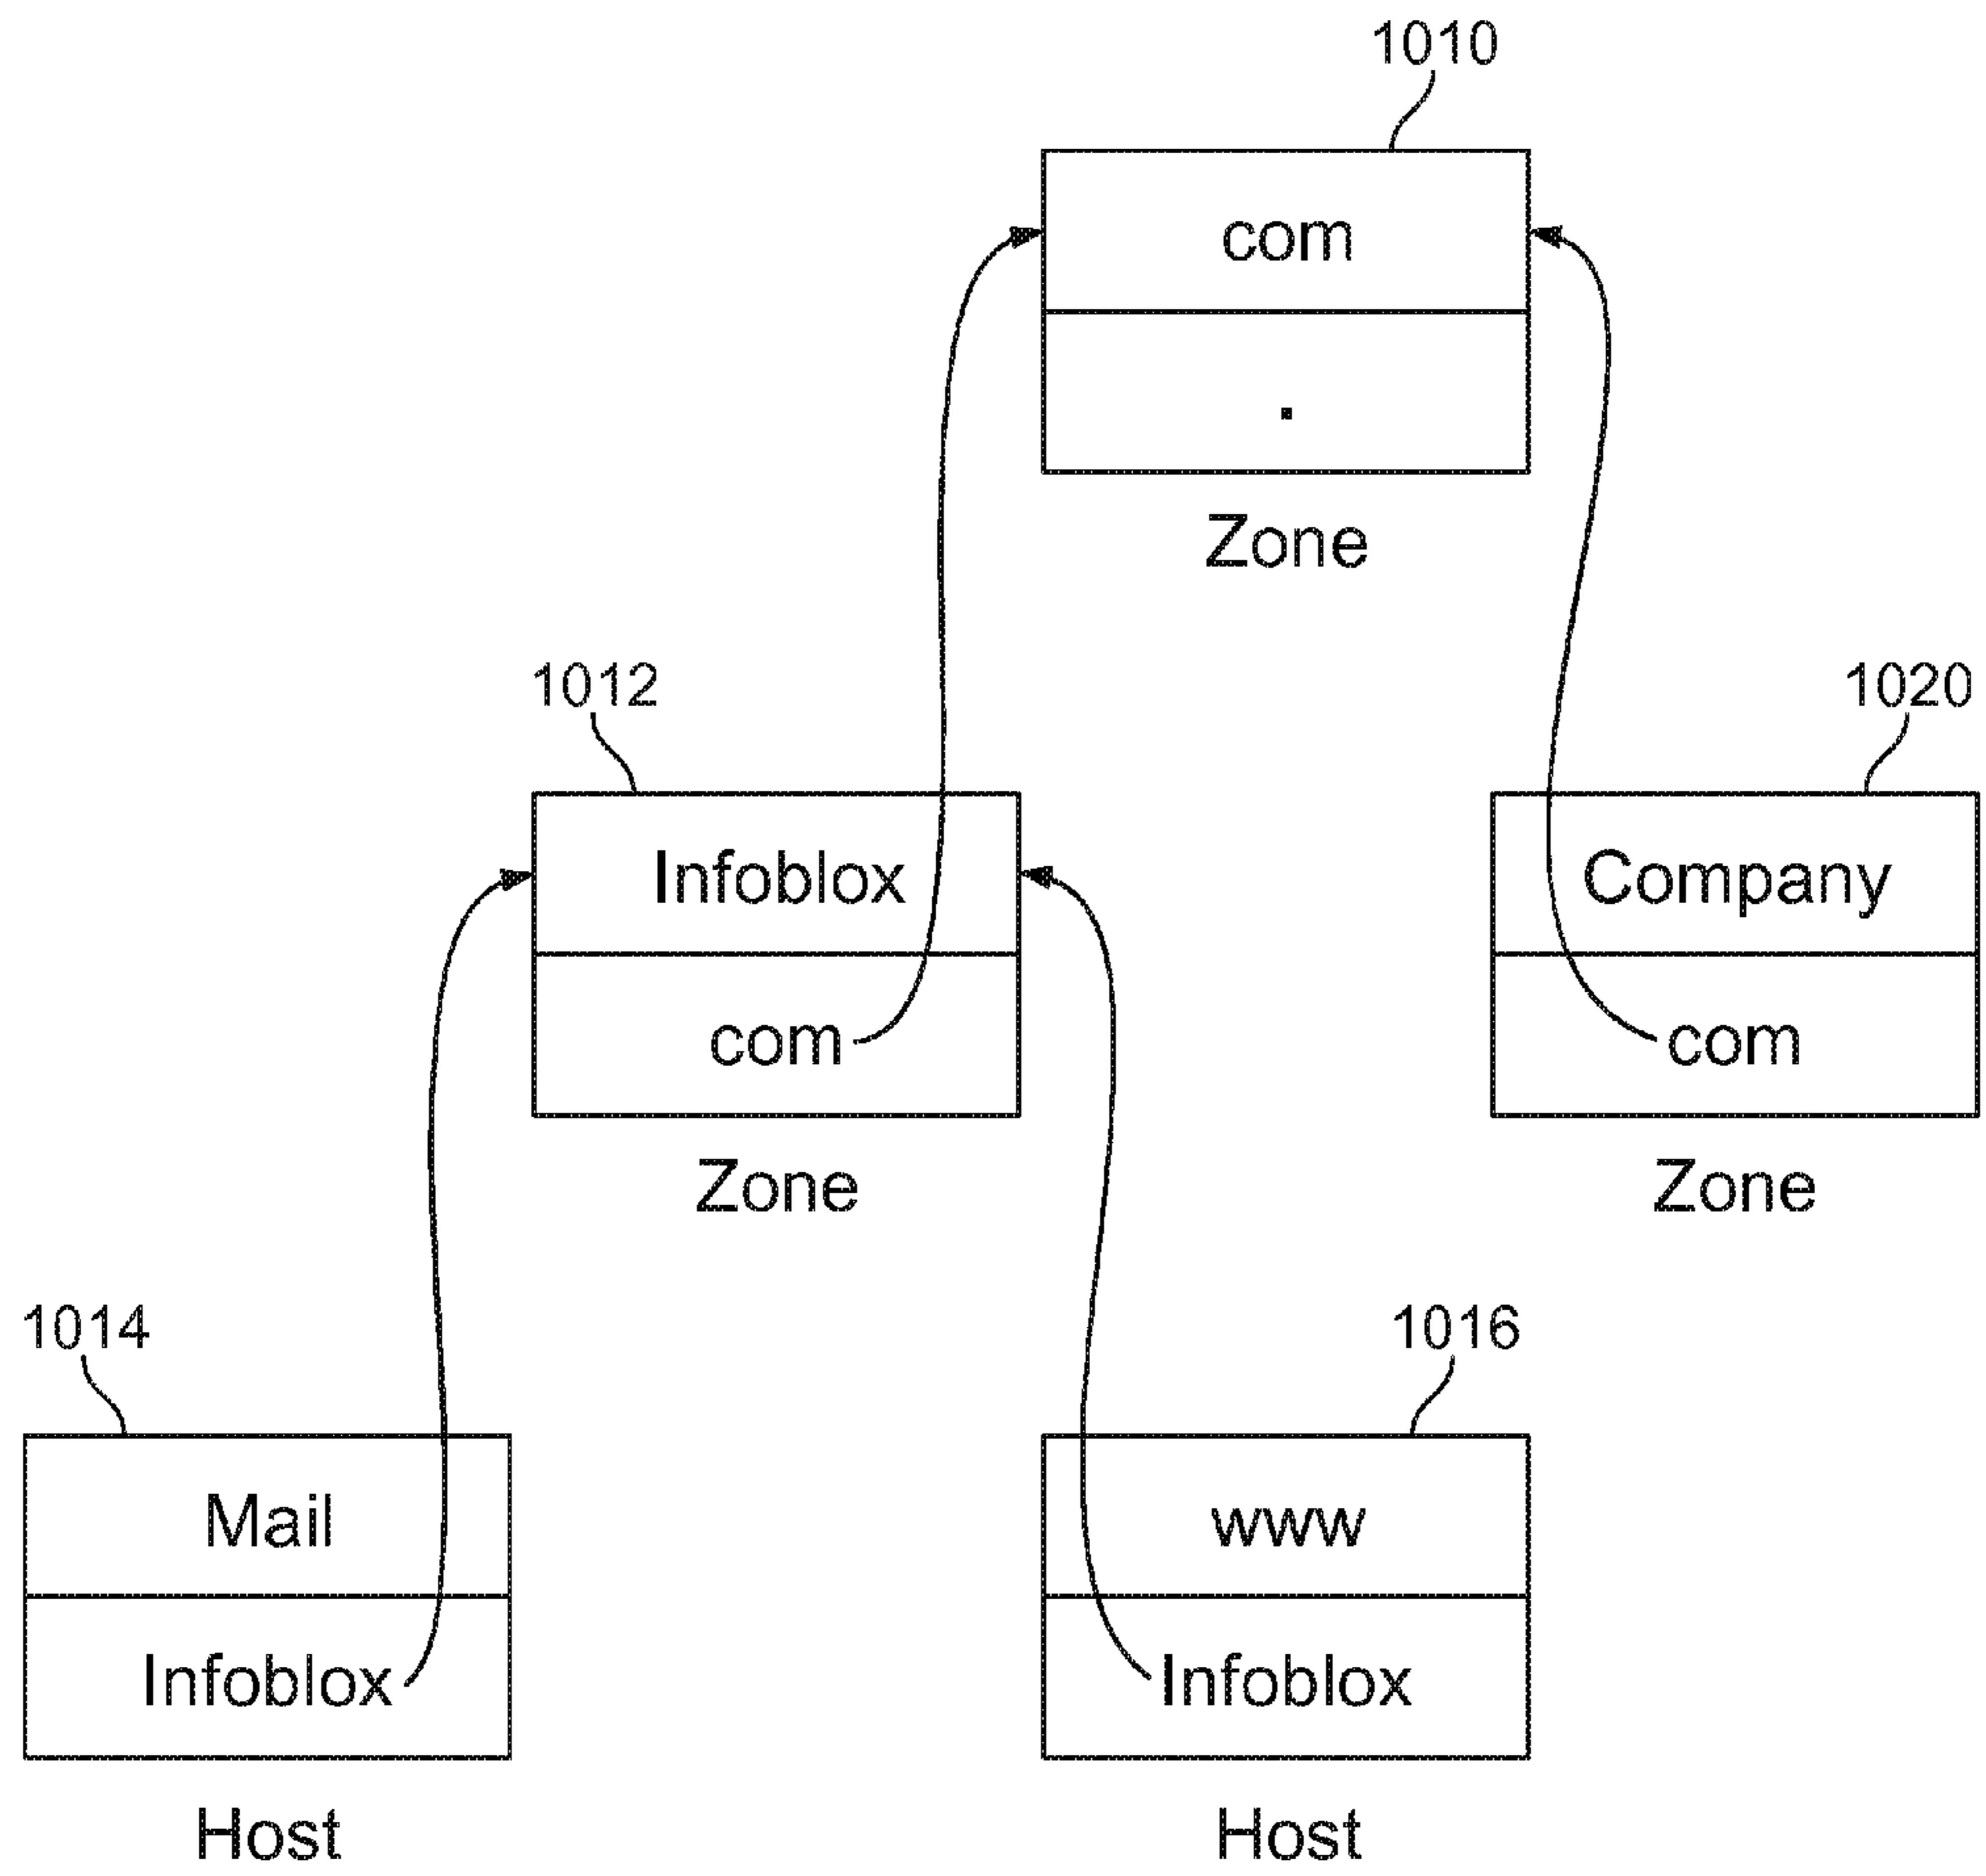 1010
com
.
Zone
1012
1020
Infoblox
Company
com
com
Zone
Zone
1014
1016
Mail
www
Infoblox
Infoblox
Host
Host